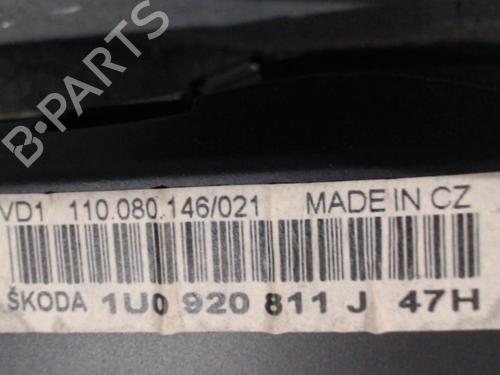 B-PARTS
VD1 110.080.146/021 MADE IN CZ
ŠKODA 1U0 920 811 J 47H